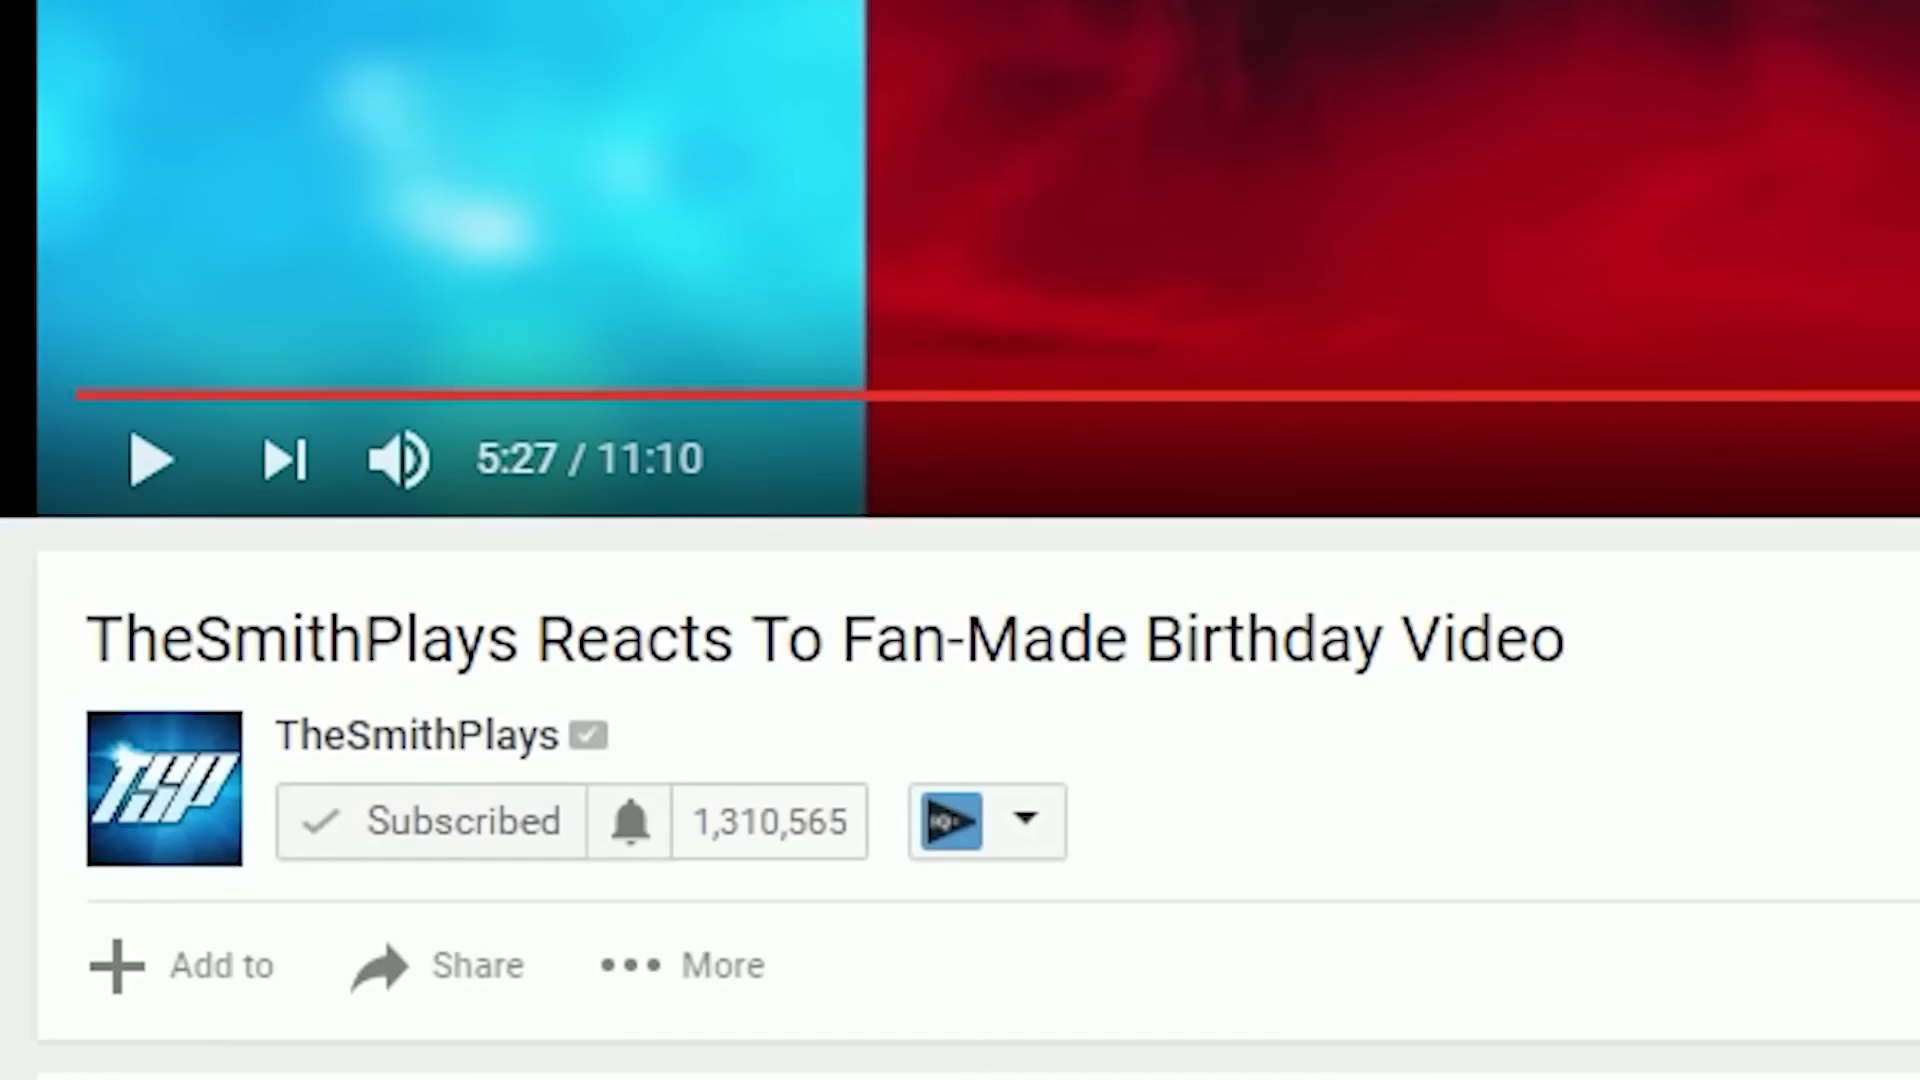 5:27 / 11:10
TheSmithPlays Reacts To Fan-Made Birthday Video
TSP
TheSmithPlays
Subscribed 1,310,565
Add to Share More